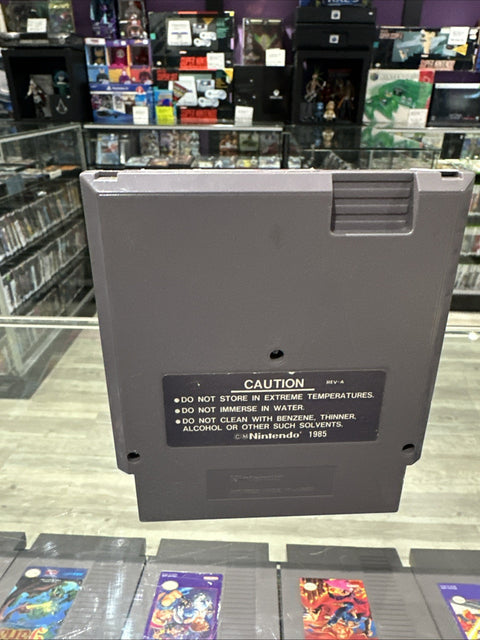 CAUTION REV-A
•DO NOT STORE IN EXTREME TEMPERATURES.
•DO NOT IMMERSE IN WATER.
•DO NOT CLEAN WITH BENZENE, THINNER,
ALCOHOL OR OTHER SUCH SOLVENTS.
©Nintendo® 1985